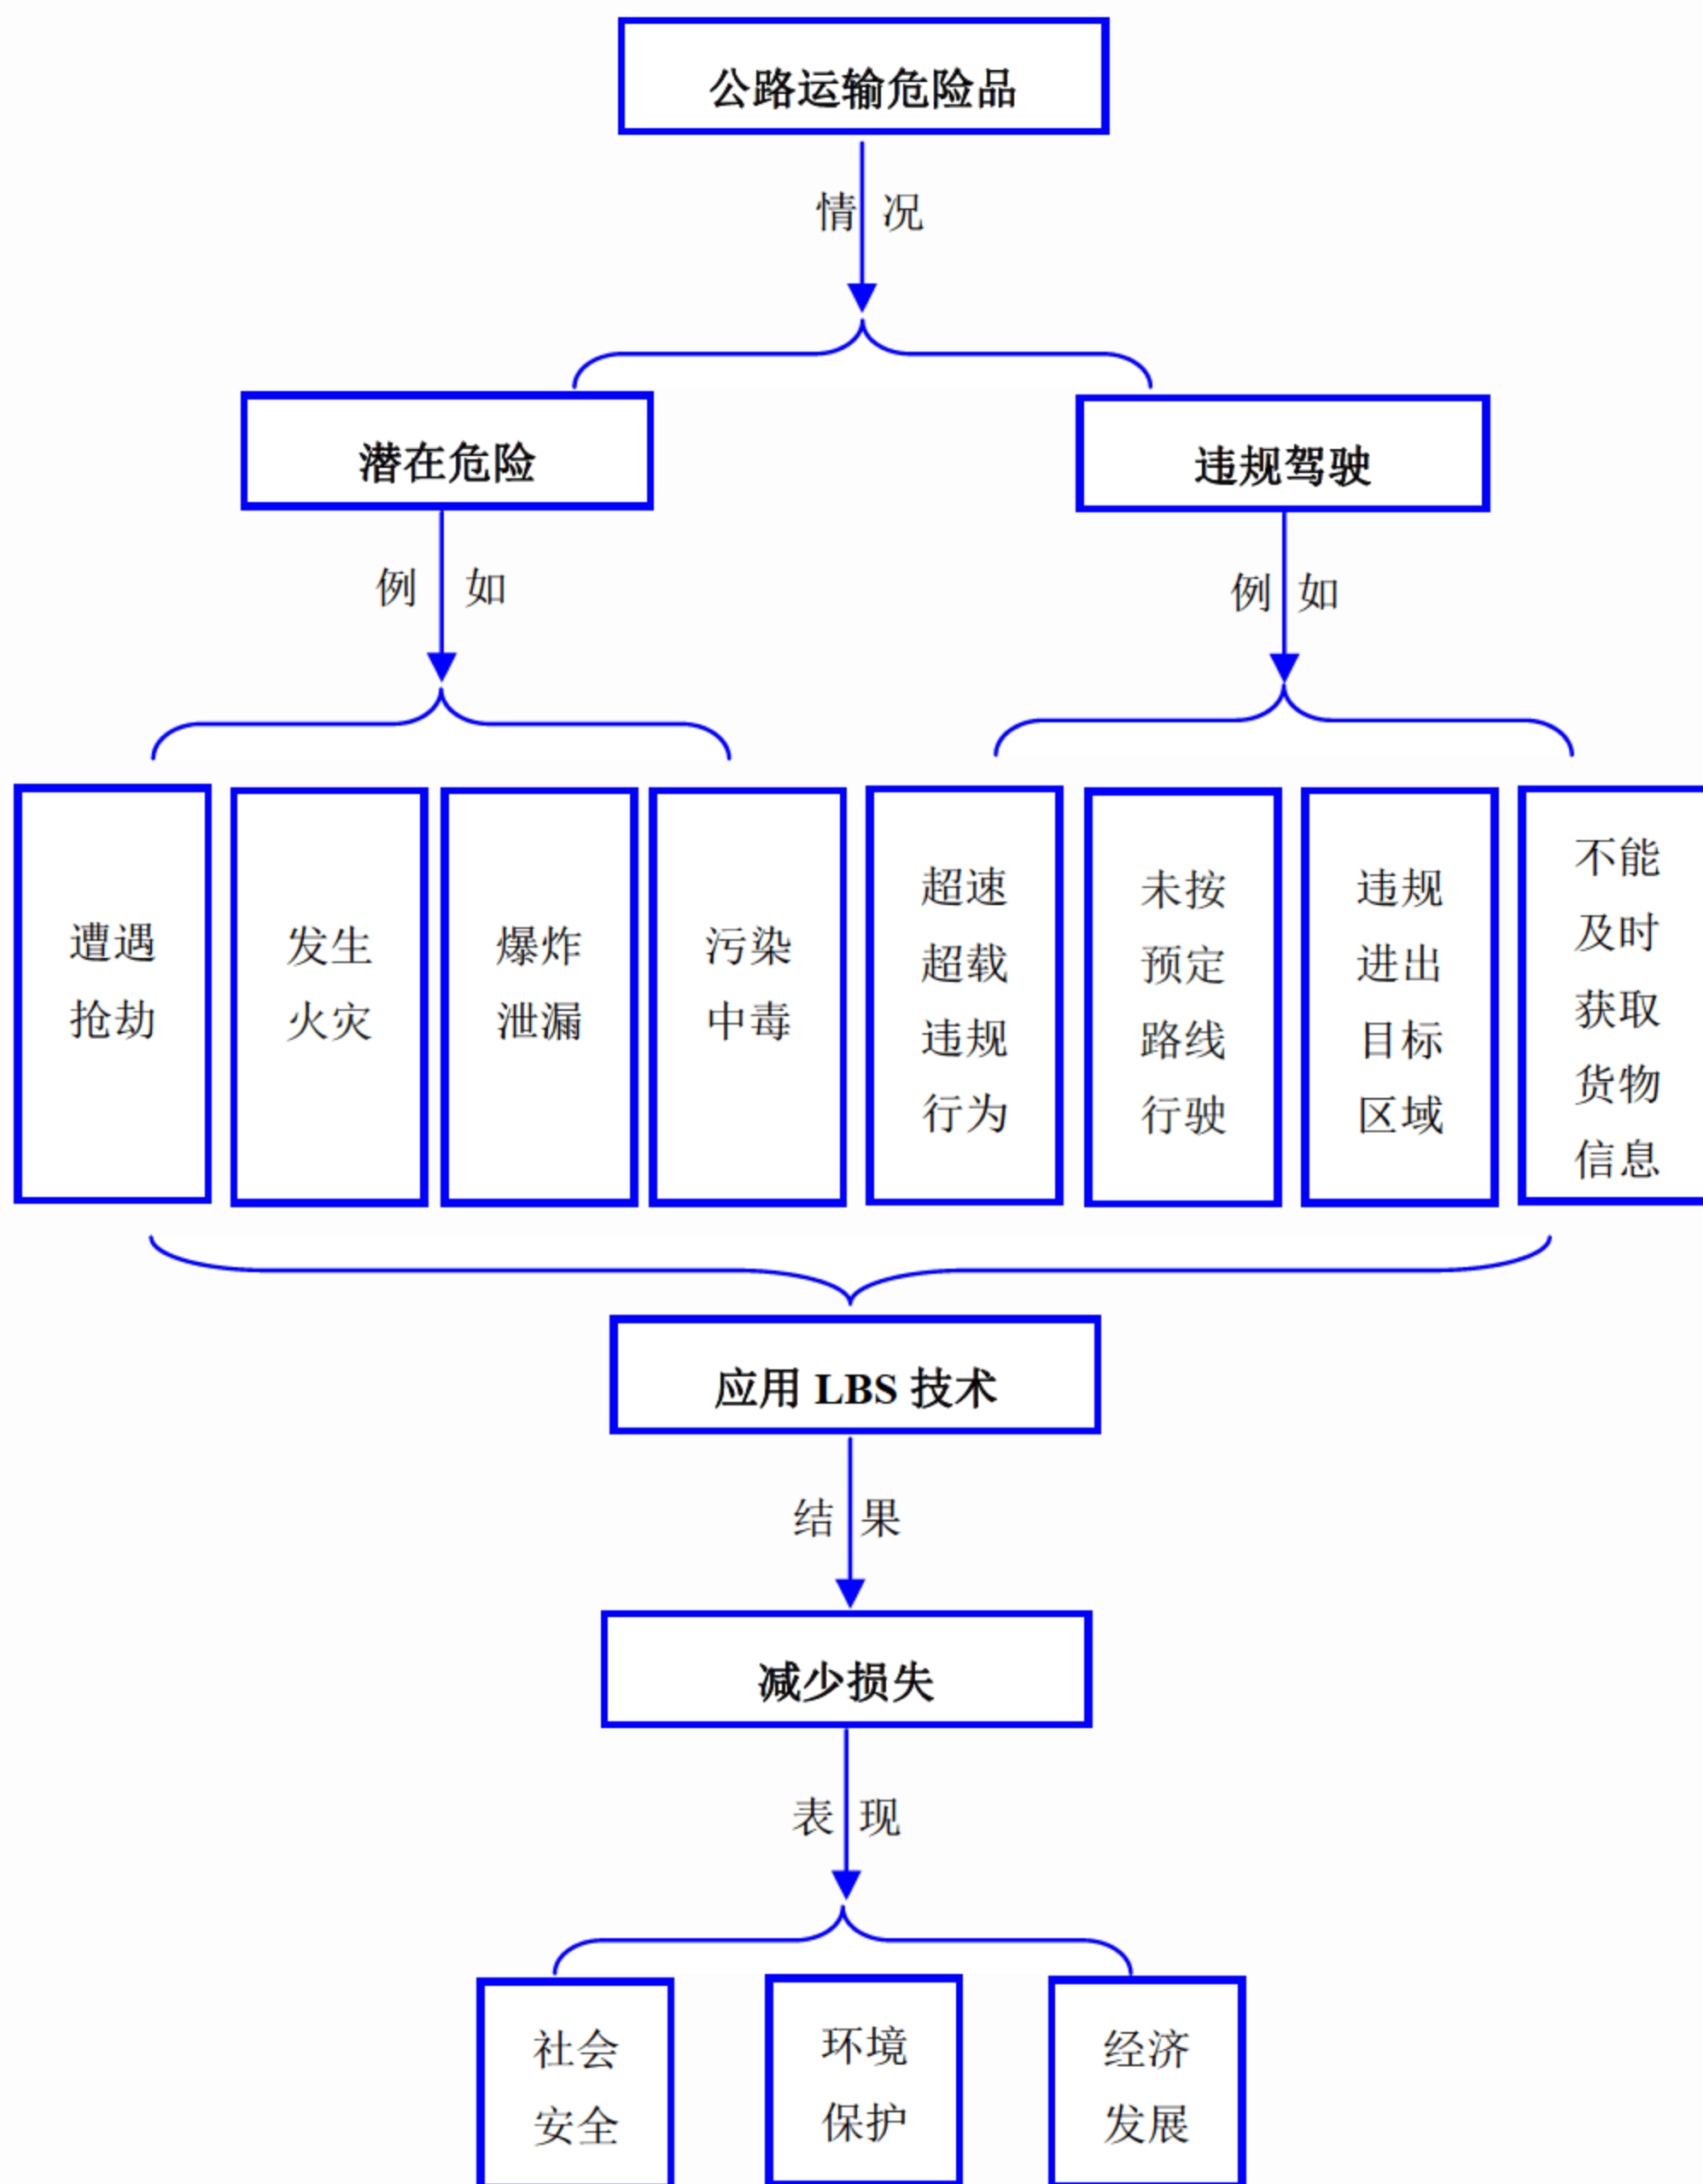 公路运输危险品
情况
潜在危险
违规驾驶
例如
例如
遭遇
抢劫
发生
火灾
爆炸
泄漏
污染
中毒
超速
超载
违规
行为
未按
预定
路线
行驶
违规
进出
目标
区域
不能
及时
获取
货物
信息
应用 LBS 技术
结果
减少损失
表现
社会
安全
环境
保护
经济
发展